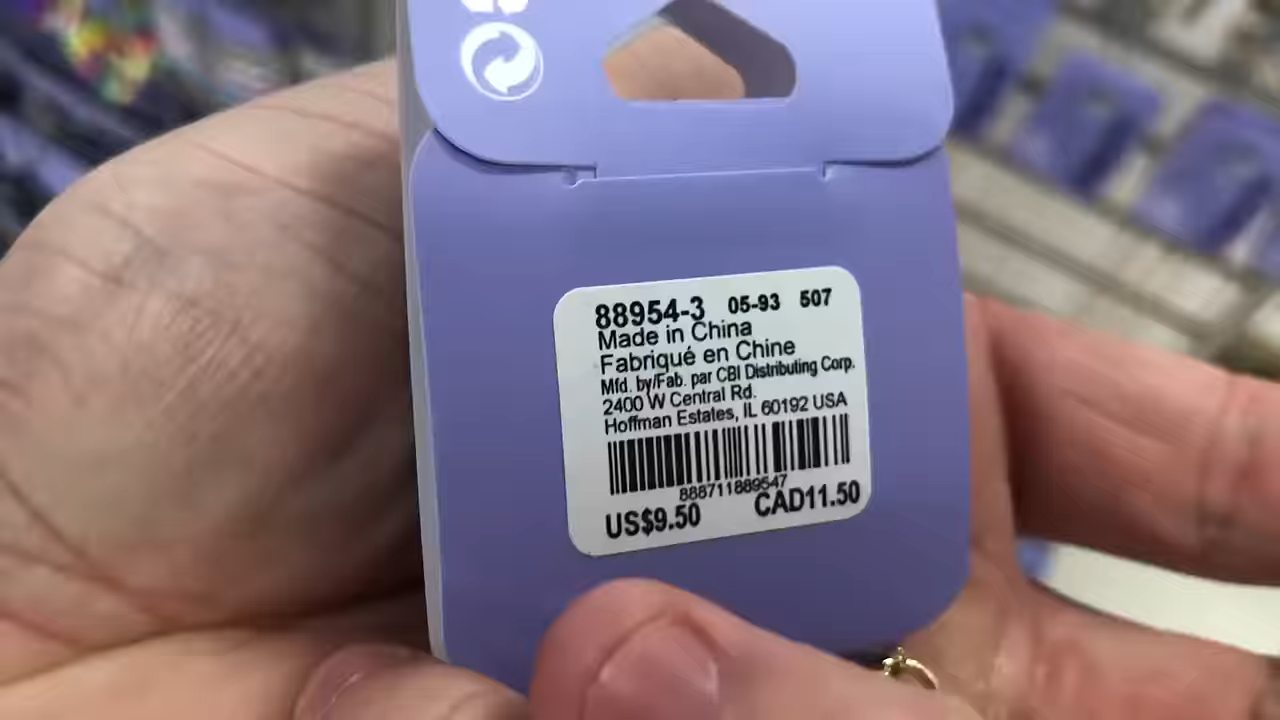 88954-3 05-93 507
Made in China
Fabriqué en Chine
Mfd. by/Fab. par CBI Distributing Corp.
2400 W Central Rd.
Hoffman Estates, IL 60192 USA
888711889547
US$9.50 CAD11.50